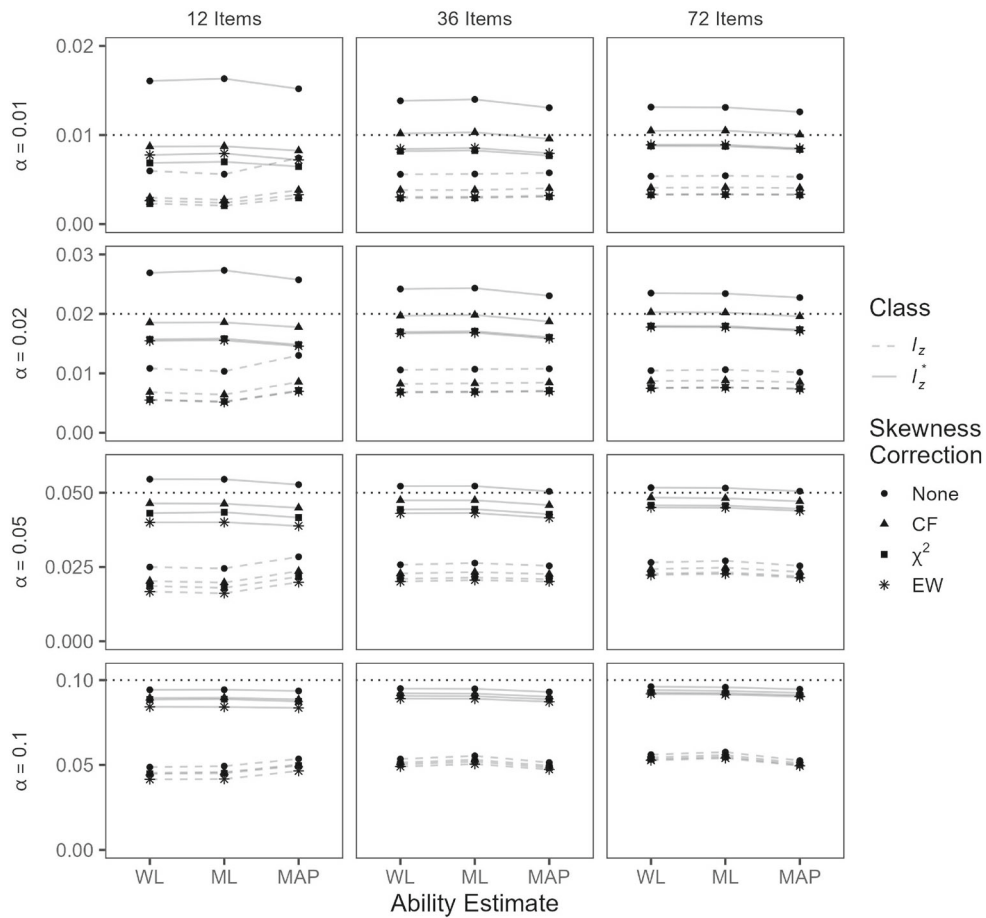 12 Items
36 Items
72 Items
α = 0.01
0.02
0.01
0.00
α = 0.02
0.03
0.02
0.01
0.00
α = 0.05
0.050
0.025
0.000
α = 0.1
0.10
0.05
0.00
WL ML MAP
WL ML MAP
WL ML MAP
Ability Estimate
Class
l_z
l_z^*
Skewness
Correction
None
CF
χ²
EW